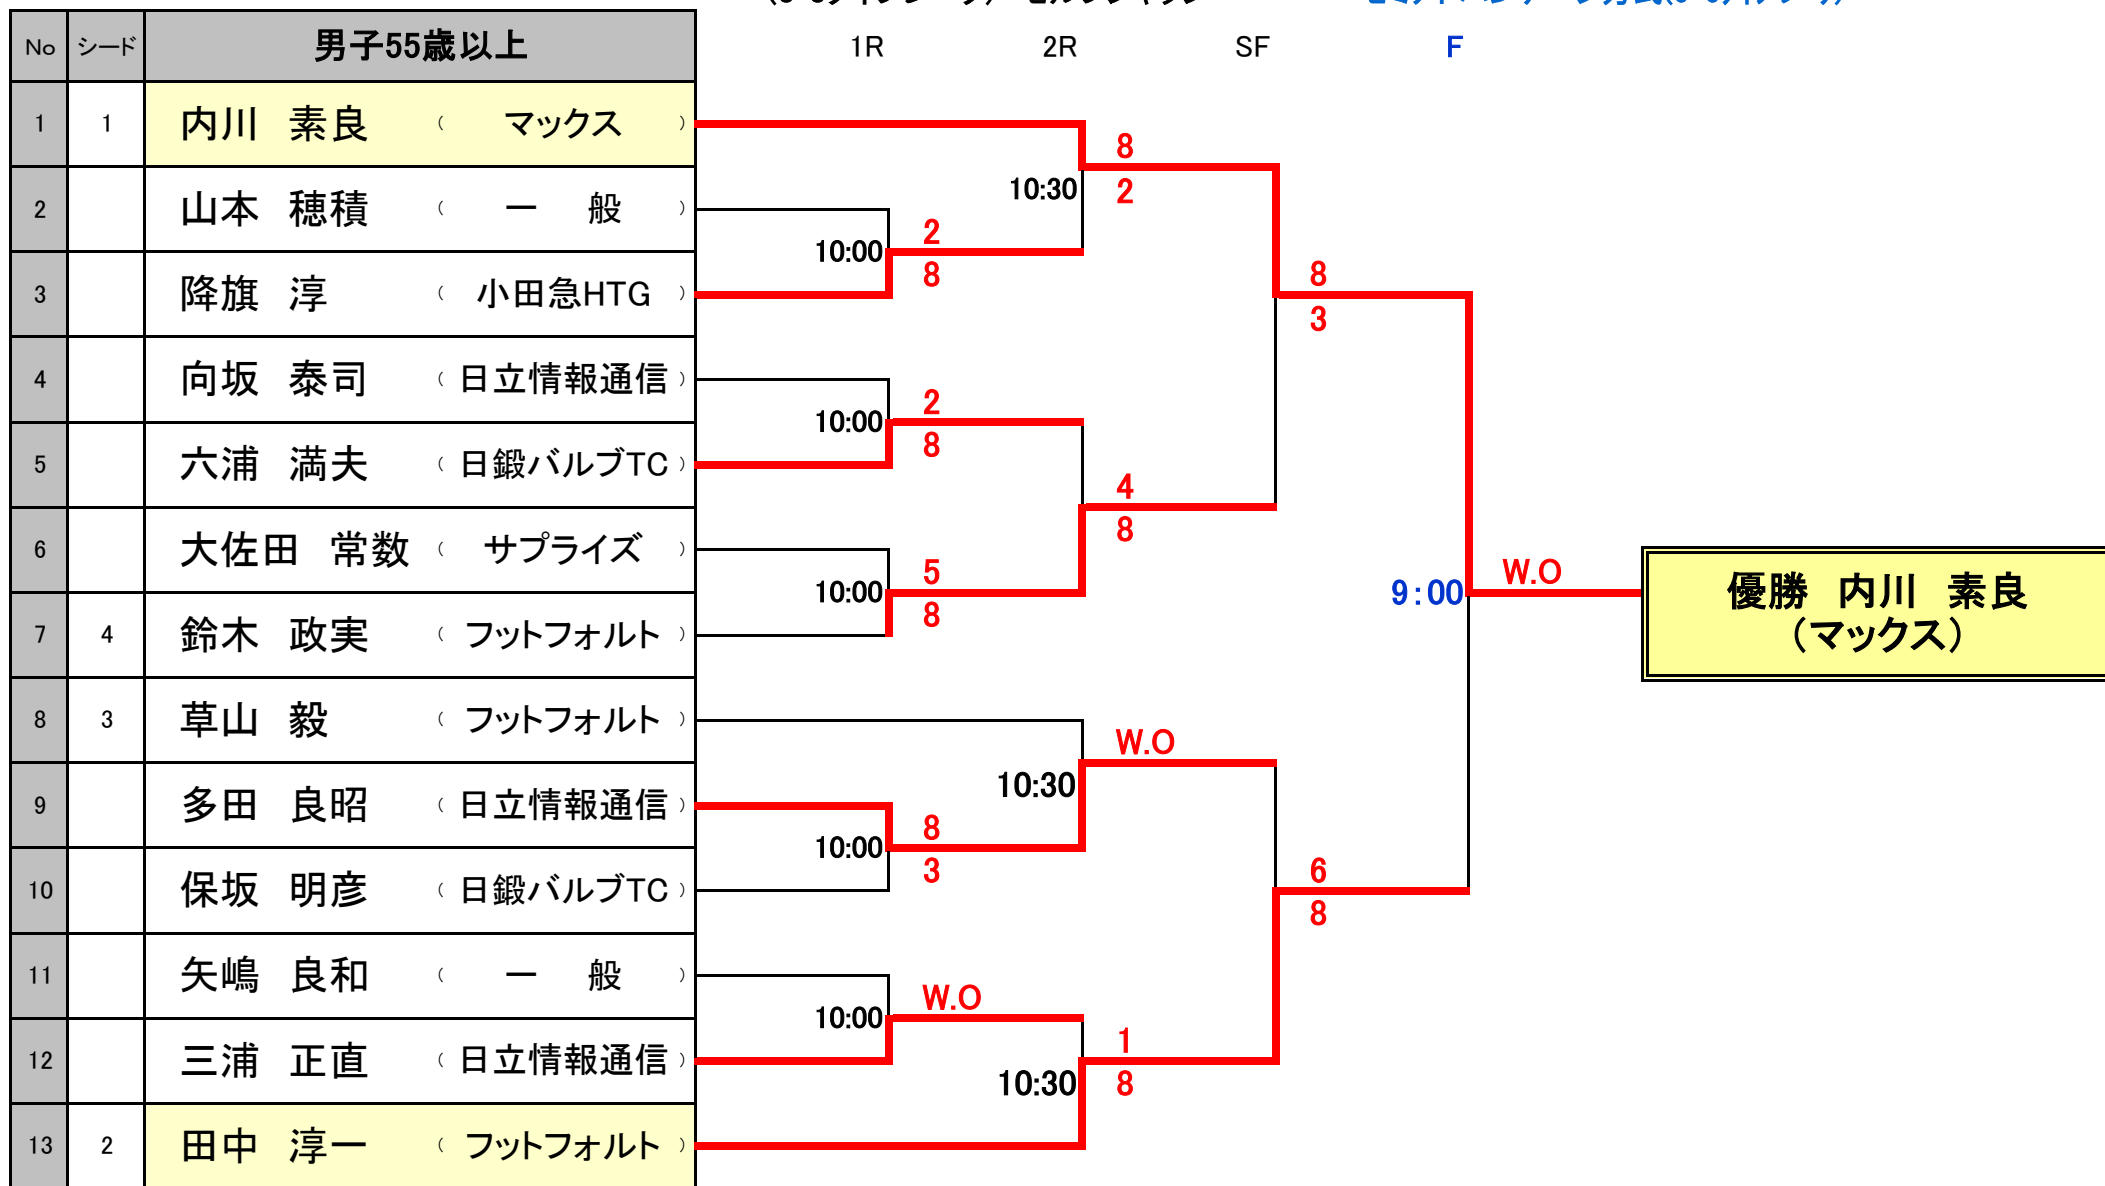 No シード 男子55歳以上 1R 2R SF F
1 1 内川 素良 ( マックス )
8
2 山本 穂積 ( 一 般 ) 10:30 2
10:00 2
3 降旗 淳 ( 小田急HTG ) 8 8
3
4 向坂 泰司 ( 日立情報通信 )
10:00 2
5 六浦 満夫 ( 日鍛バルブTC ) 8
4
6 大佐田 常数 ( サプライズ ) 8
10:00 5 9:00 W.O 優勝 内川 素良
7 4 鈴木 政実 ( フットフォルト ) 8 (マックス)
8 3 草山 毅 ( フットフォルト )
W.O
9 多田 良昭 ( 日立情報通信 ) 10:30
10:00 8
10 保坂 明彦 ( 日鍛バルブTC ) 3 6
8
11 矢嶋 良和 ( 一 般 )
10:00 W.O
12 三浦 正直 ( 日立情報通信 ) 1
10:30 8
13 2 田中 淳一 ( フットフォルト )